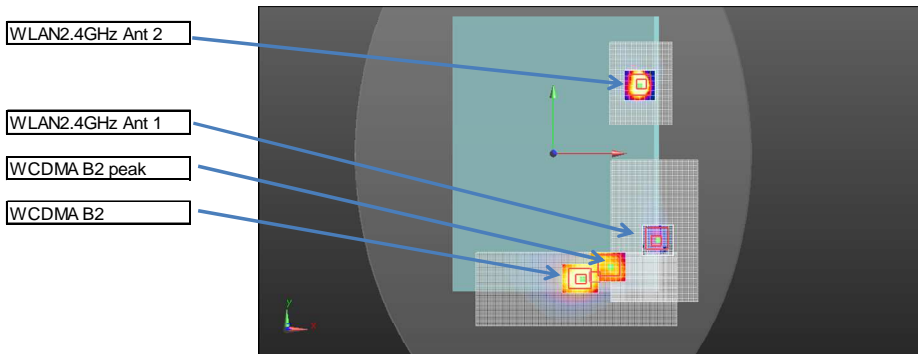 WLAN2.4GHz Ant 2
WLAN2.4GHz Ant 1
WCDMA B2 peak
WCDMA B2
y
x